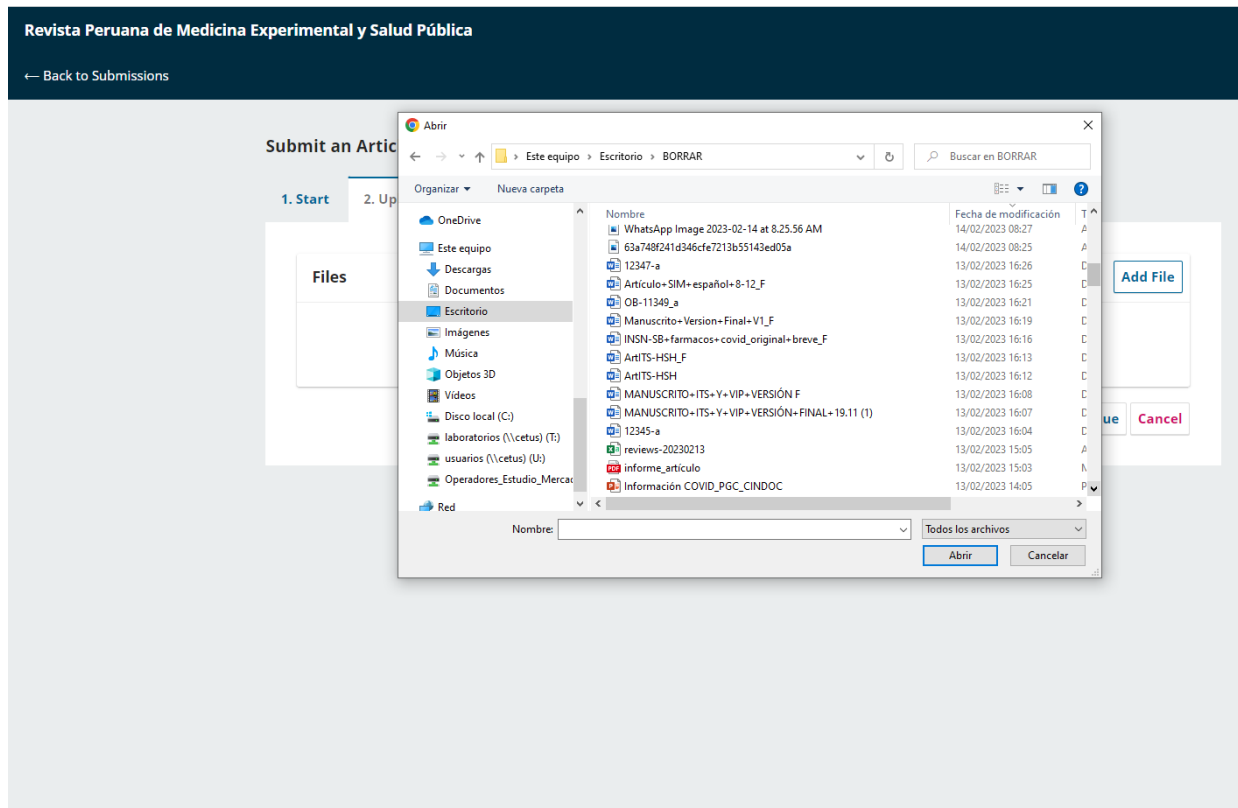 Revista Peruana de Medicina Experimental y Salud Pública
← Back to Submissions
Submit an Artic
1. Start
2. Up
Files
Add File
ue
Cancel
Abrir
Este equipo > Escritorio > BORRAR
Buscar en BORRAR
Organizar
Nueva carpeta
OneDrive
Este equipo
Descargas
Documentos
Escritorio
Imágenes
Música
Objetos 3D
Vídeos
Disco local (C:)
laboratorios (\\cetus) (T:)
usuarios (\\cetus) (U:)
Operadores_Estudio_Mercad
Red
Nombre Fecha de modificación T
WhatsApp Image 2023-02-14 at 8.25.56 AM 14/02/2023 08:27 A
63a748f241d346cfe7213b55143ed05a 14/02/2023 08:25 A
12347-a 13/02/2023 16:26 D
Artículo+SIM+español+8-12_F 13/02/2023 16:25 D
OB-11349_a 13/02/2023 16:21 D
Manuscrito+Version+Final+V1_F 13/02/2023 16:19 D
INSN-SB+farmacos+covid_original+breve_F 13/02/2023 16:16 D
ArtITS-HSH_F 13/02/2023 16:13 D
ArtITS-HSH 13/02/2023 16:12 D
MANUSCRITO+ITS+Y+VIP+VERSIÓN F 13/02/2023 16:08 D
MANUSCRITO+ITS+Y+VIP+VERSIÓN+FINAL+19.11 (1) 13/02/2023 16:07 D
12345-a 13/02/2023 16:04 D
reviews-20230213 13/02/2023 15:05 A
informe_artículo 13/02/2023 15:03 M
Información COVID_PGC_CINDOC 13/02/2023 14:05 P
Nombre:
Todos los archivos
Abrir
Cancelar